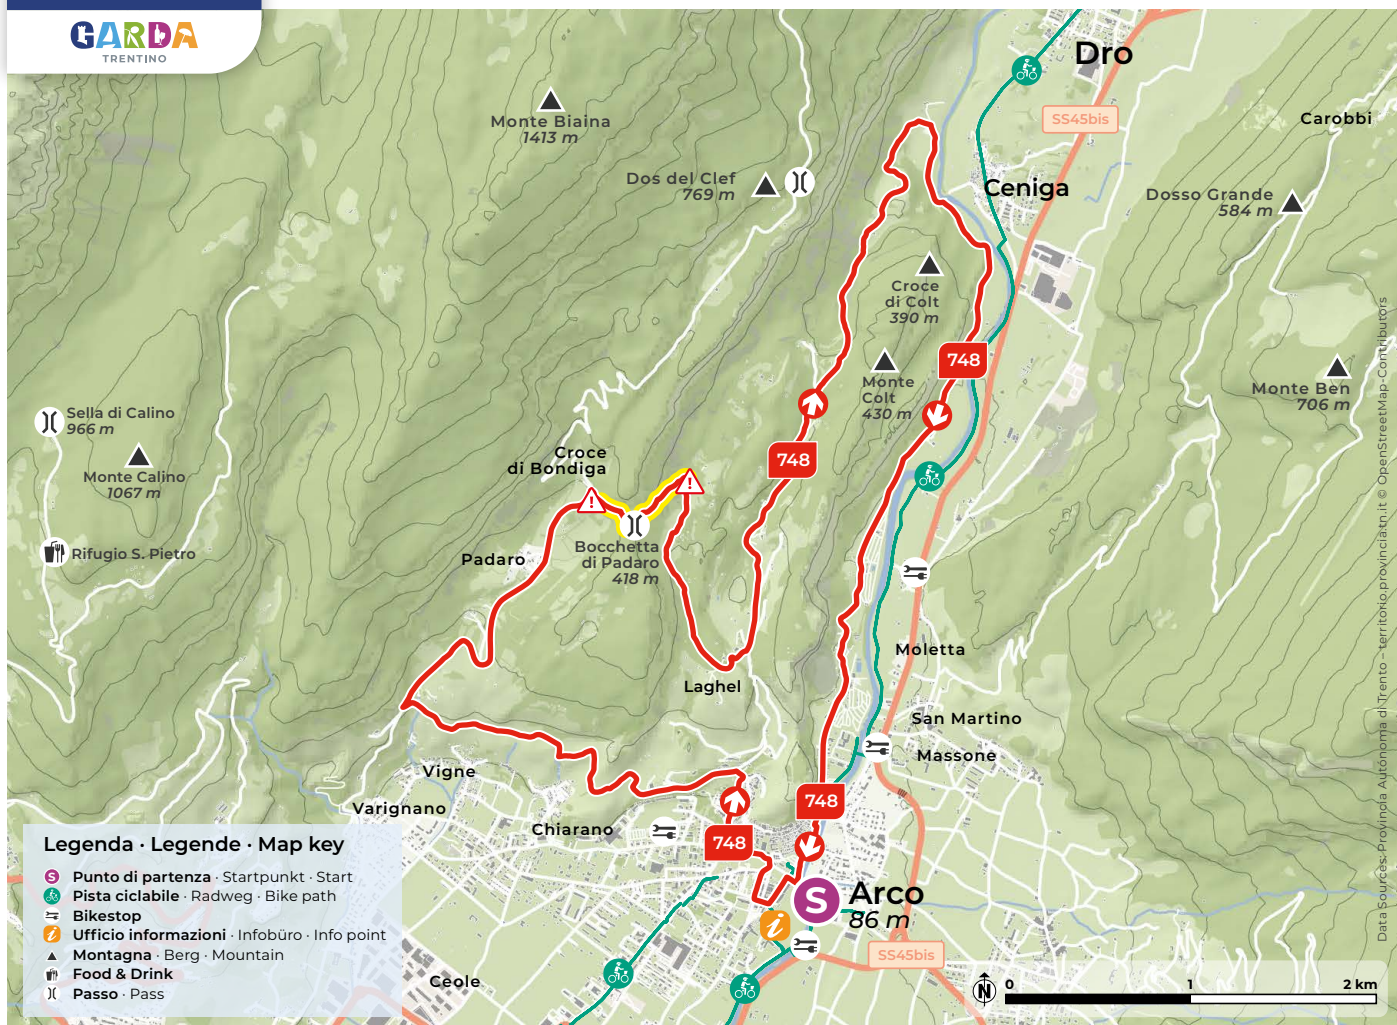 GARDA
TRENTINO
Dro
SS45bis
Carobbi
Monte Biaina
1413 m
Dos del Clef
769 m
Ceniga
Dosso Grande
584 m
Croce
di Colt
390 m
748
Monte
Colt
430 m
Monte Ben
706 m
Sella di Calino
966 m
Monte Calino
1067 m
Croce
di Bondiga
748
Rifugio S. Pietro
Padaro
Bocchetta
di Padaro
418 m
Moletta
Laghel
San Martino
Massone
Vigne
Varignano
Chiarano
748
748
S
Arco
86 m
SS45bis
Ceole
Legenda · Legende · Map key
S Punto di partenza · Startpunkt · Start
Pista ciclabile · Radweg · Bike path
Bikestop
i Ufficio informazioni · Infobüro · Info point
Montagna · Berg · Mountain
Food & Drink
Passo · Pass
N
0 1 2 km
Data Sources: Provincia Autonoma di Trento – territorio.provincia.tn.it © OpenStreetMap-Contributors